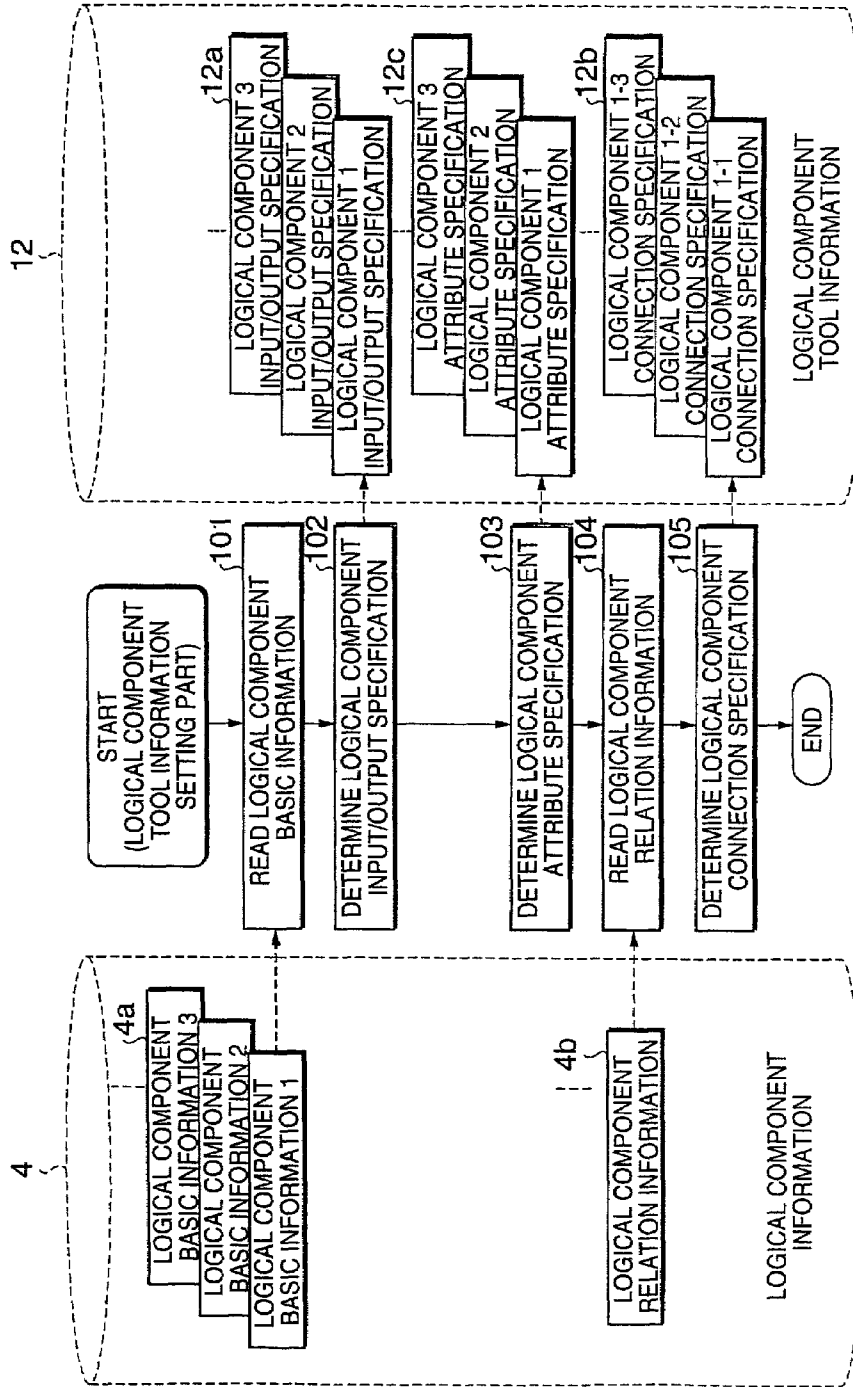 4
4a
LOGICAL COMPONENT
BASIC INFORMATION 3
LOGICAL COMPONENT
BASIC INFORMATION 2
LOGICAL COMPONENT
BASIC INFORMATION 1
4b
LOGICAL COMPONENT
RELATION INFORMATION
LOGICAL COMPONENT
INFORMATION
START
(LOGICAL COMPONENT
TOOL INFORMATION
SETTING PART)
101
READ LOGICAL COMPONENT
BASIC INFORMATION
102
DETERMINE LOGICAL COMPONENT
INPUT/OUTPUT SPECIFICATION
103
DETERMINE LOGICAL COMPONENT
ATTRIBUTE SPECIFICATION
104
READ LOGICAL COMPONENT
RELATION INFORMATION
105
DETERMINE LOGICAL COMPONENT
CONNECTION SPECIFICATION
END
12
12a
LOGICAL COMPONENT 3
INPUT/OUTPUT SPECIFICATION
LOGICAL COMPONENT 2
INPUT/OUTPUT SPECIFICATION
LOGICAL COMPONENT 1
INPUT/OUTPUT SPECIFICATION
12c
LOGICAL COMPONENT 3
ATTRIBUTE SPECIFICATION
LOGICAL COMPONENT 2
ATTRIBUTE SPECIFICATION
LOGICAL COMPONENT 1
ATTRIBUTE SPECIFICATION
12b
LOGICAL COMPONENT 1-3
CONNECTION SPECIFICATION
LOGICAL COMPONENT 1-2
CONNECTION SPECIFICATION
LOGICAL COMPONENT 1-1
CONNECTION SPECIFICATION
LOGICAL COMPONENT
TOOL INFORMATION